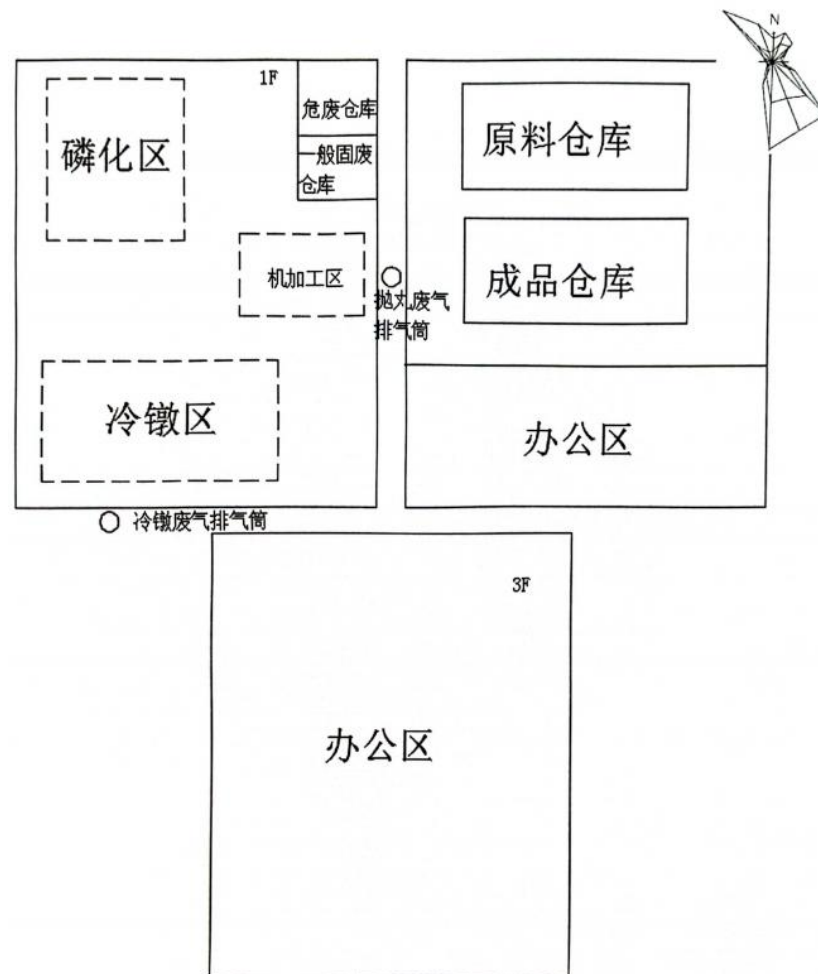 N
1F
危废仓库
磷化区
一般固废
仓库
原料仓库
机加工区
成品仓库
抛丸废气
排气筒
冷镦区
办公区
冷镦废气排气筒
3F
办公区